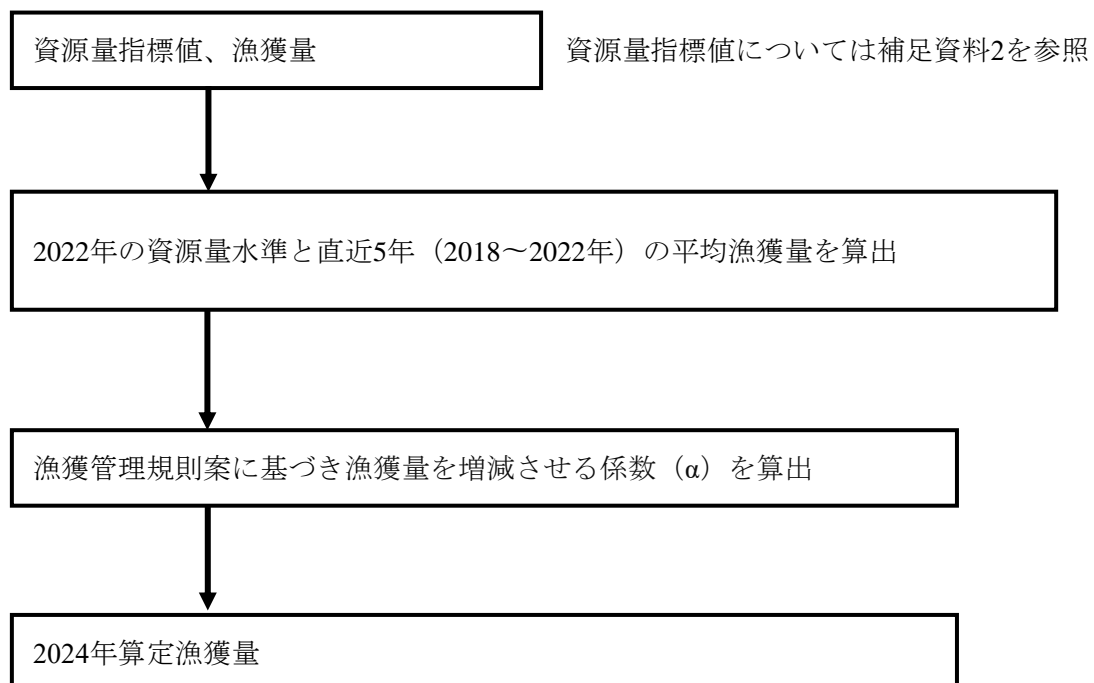 資源量指標値、漁獲量
資源量指標値については補足資料2を参照
2022年の資源量水準と直近5年（2018～2022年）の平均漁獲量を算出
漁獲管理規則案に基づき漁獲量を増減させる係数（α）を算出
2024年算定漁獲量